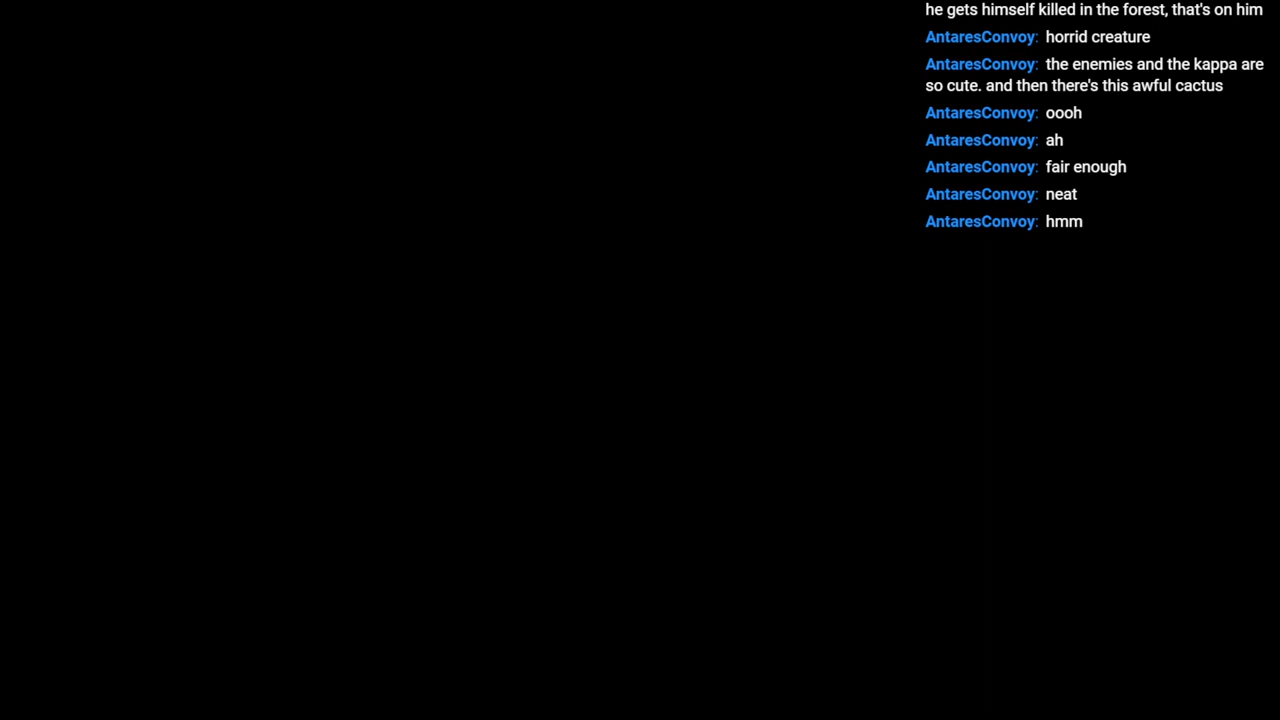 he gets himself killed in the forest, that's on him
AntaresConvoy: horrid creature
AntaresConvoy: the enemies and the kappa are
so cute. and then there's this awful cactus
AntaresConvoy: oooh
AntaresConvoy: ah
AntaresConvoy: fair enough
AntaresConvoy: neat
AntaresConvoy: hmm